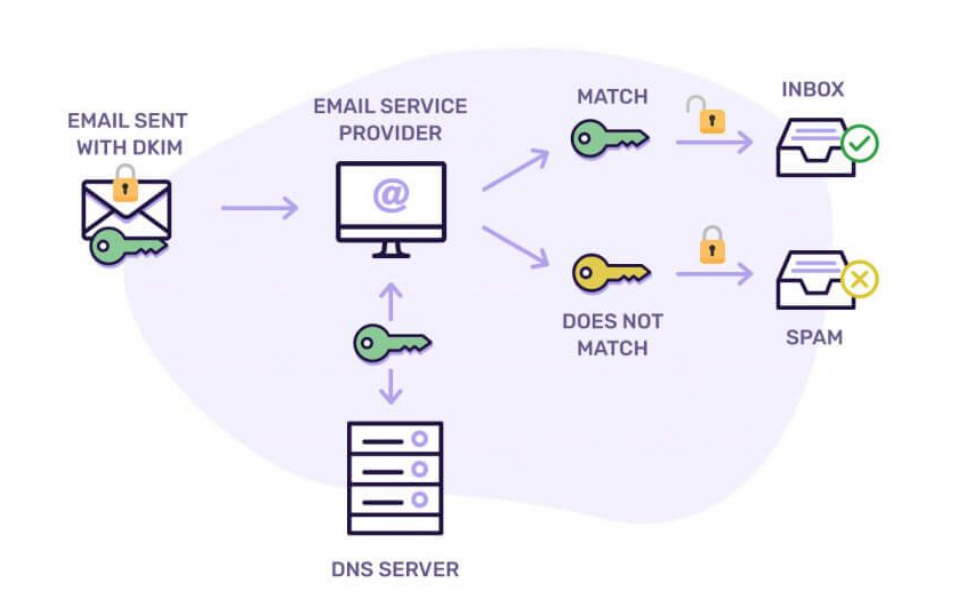 EMAIL SENT
WITH DKIM
EMAIL SERVICE
PROVIDER
@
MATCH
INBOX
DOES NOT
MATCH
SPAM
DNS SERVER